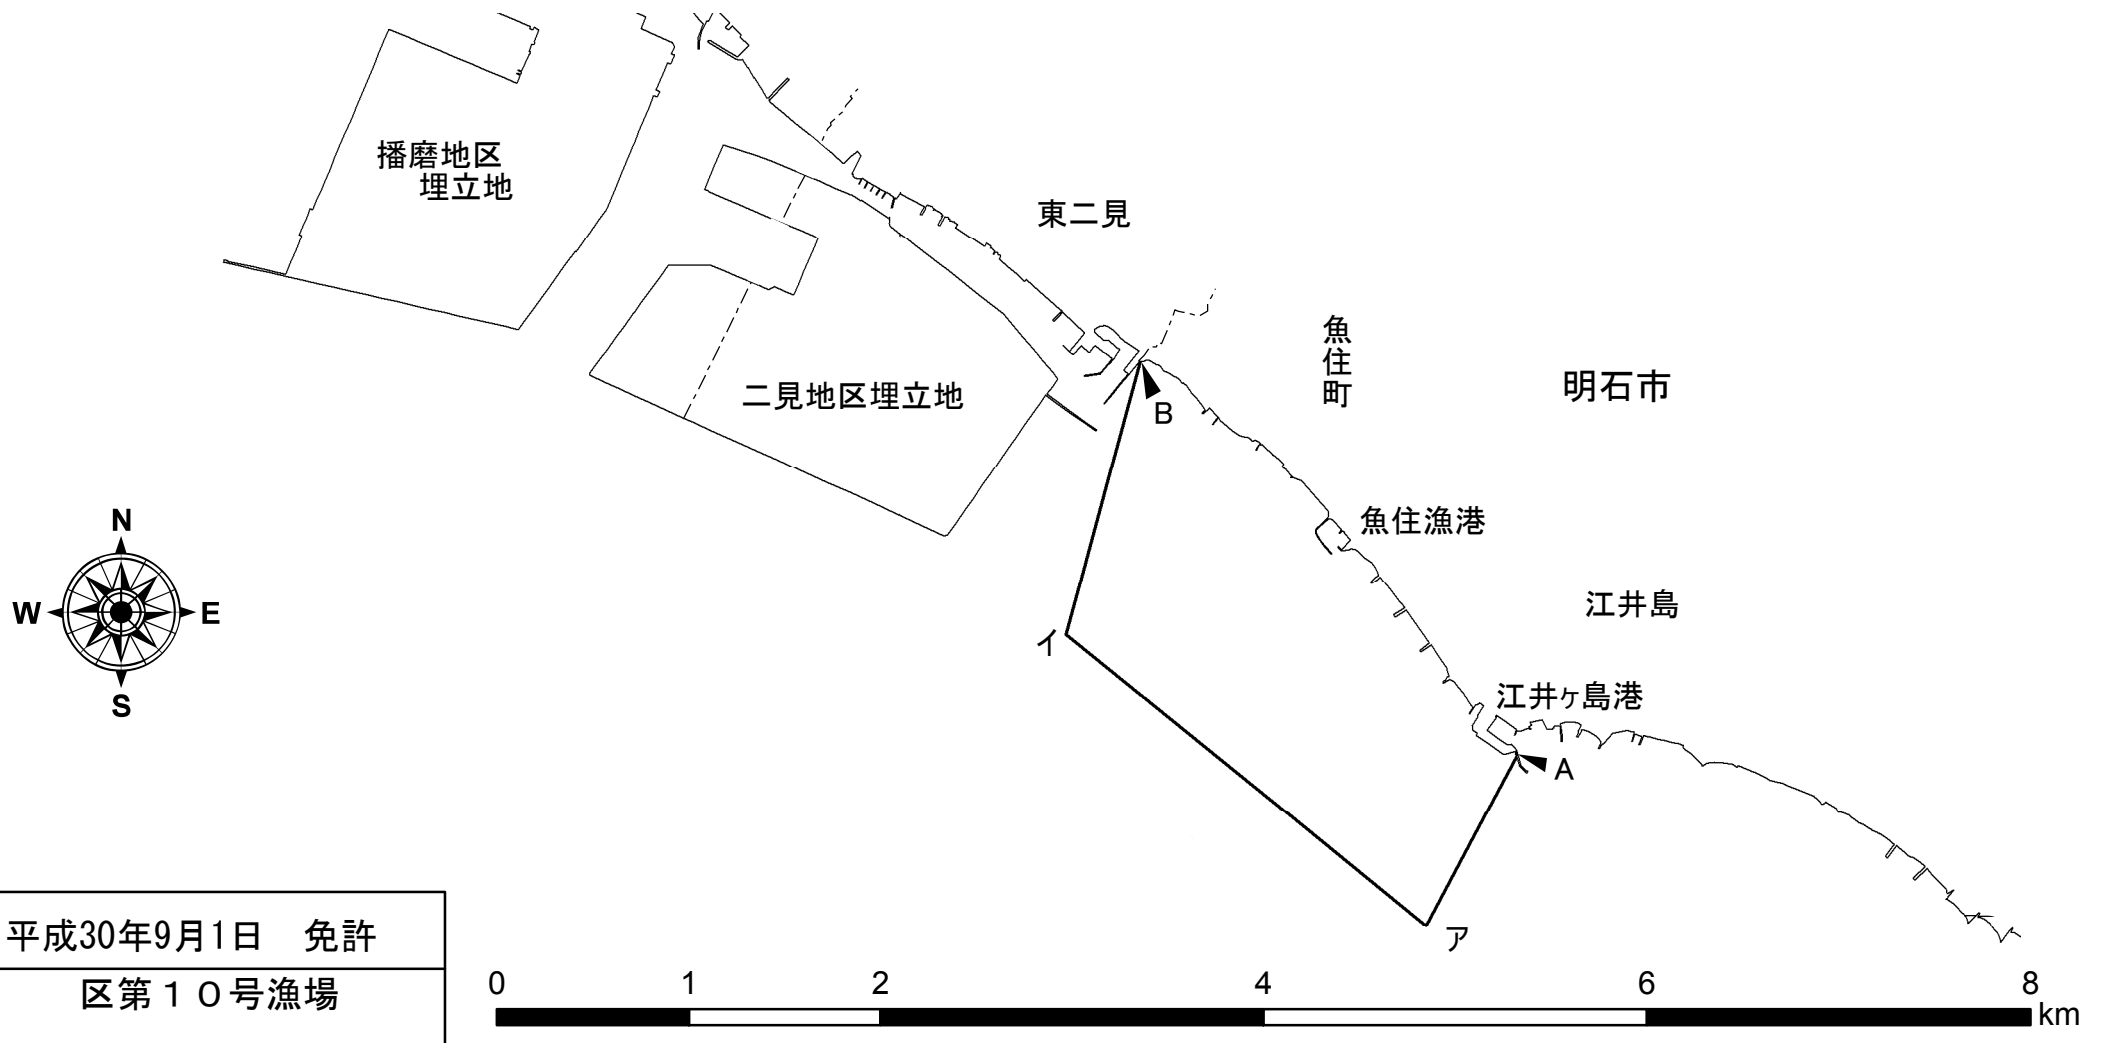 播磨地区
埋立地
東二見
魚住町
明石市
二見地区埋立地
B
魚住漁港
N
W
E
S
江井島
イ
江井ヶ島港
A
ア
平成30年9月1日　免許
区第１０号漁場
0 1 2 4 6 8
km